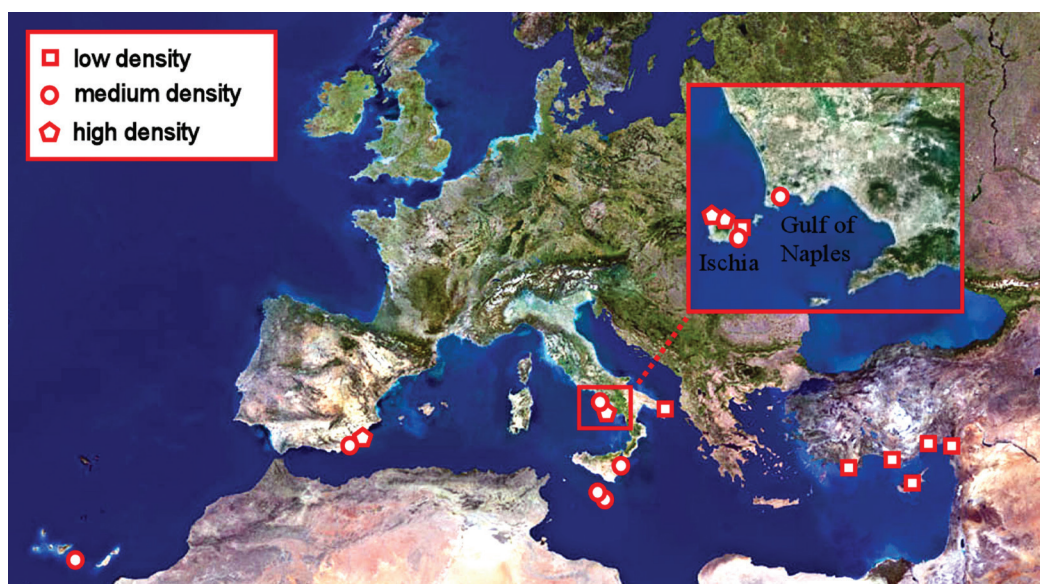 low density
medium density
high density
Gulf of
Naples
Ischia